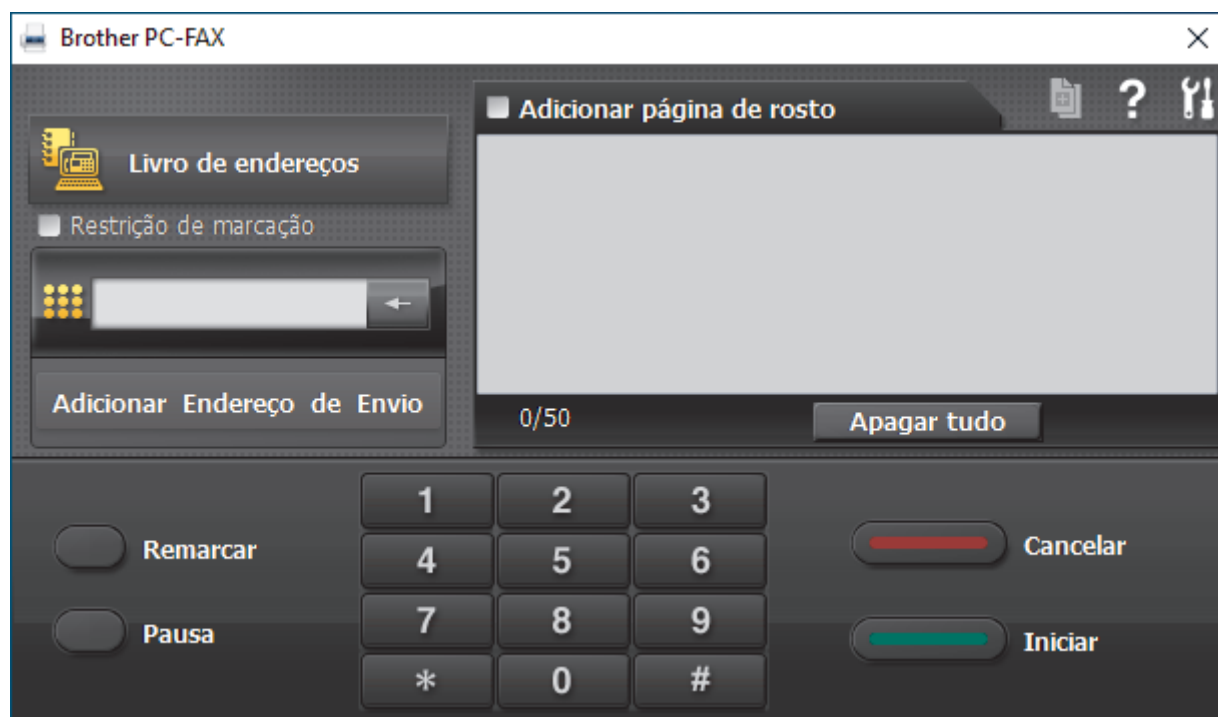 Brother PC-FAX
Adicionar página de rosto
?
Livro de endereços
Restrição de marcação
Adicionar Endereço de Envio
0/50
Apagar tudo
1 2 3
4 5 6
7 8 9
* 0 #
Remarcar
Pausa
Cancelar
Iniciar